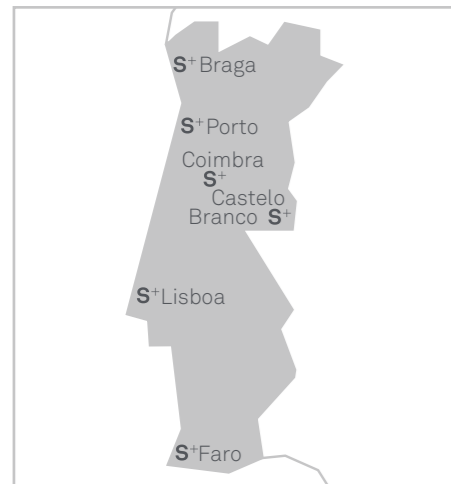 S+ Braga
S+ Porto
Coimbra
S+
Castelo
Branco S+
S+ Lisboa
S+ Faro